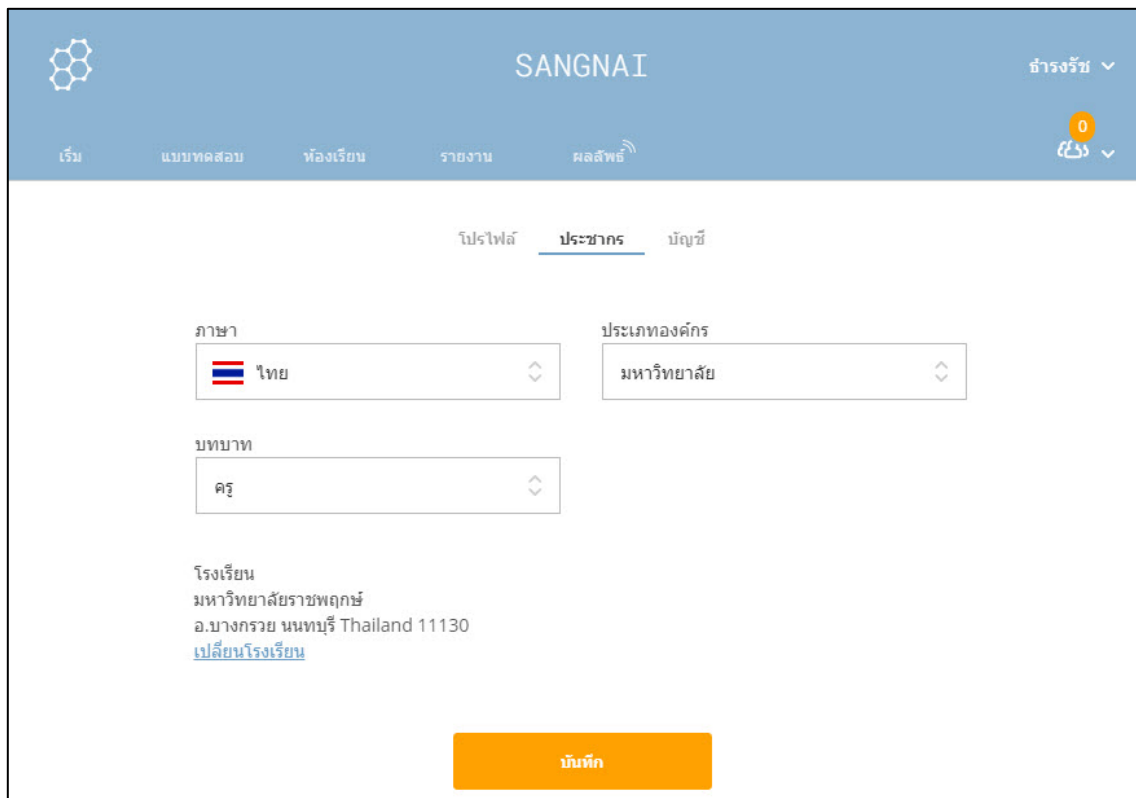 SANGNAI
ธำรงรัช
0
เริ่ม
แบบทดสอบ
ห้องเรียน
รายงาน
ผลลัพธ์
โปรไฟล์
ประชากร
บัญชี
ภาษา
ประเภทองค์กร
ไทย
มหาวิทยาลัย
บทบาท
ครู
โรงเรียน
มหาวิทยาลัยราชพฤกษ์
อ.บางกรวย นนทบุรี Thailand 11130
เปลี่ยนโรงเรียน
บันทึก